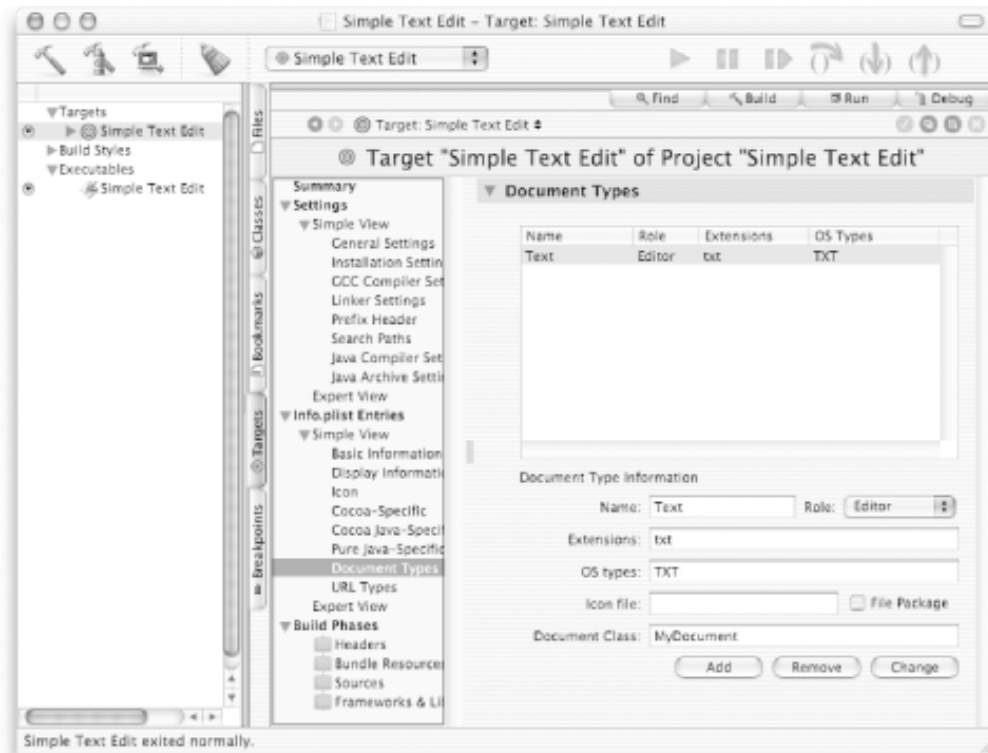 Simple Text Edit – Target: Simple Text Edit
Simple Text Edit
Find
Build
Run
Debug
Target: Simple Text Edit
Target "Simple Text Edit" of Project "Simple Text Edit"
Targets
Simple Text Edit
Build Styles
Executables
Simple Text Edit
Files
Classes
Bookmarks
Targets
Breakpoints
Summary
Settings
Simple View
General Settings
Installation Settin
GCC Compiler Set
Linker Settings
Prefix Header
Search Paths
Java Compiler Set
Java Archive Settin
Expert View
Info.plist Entries
Simple View
Basic Information
Display Informatio
Icon
Cocoa-Specific
Cocoa Java-Specif
Pure Java-Specific
Document Types
URL Types
Expert View
Build Phases
Headers
Bundle Resources
Sources
Frameworks & Lib
Document Types
Name Role Extensions OS Types
Text Editor txt TXT
Document Type Information
Name: Text Role: Editor
Extensions: txt
OS types: TXT
Icon file: File Package
Document Class: MyDocument
Add Remove Change
Simple Text Edit exited normally.